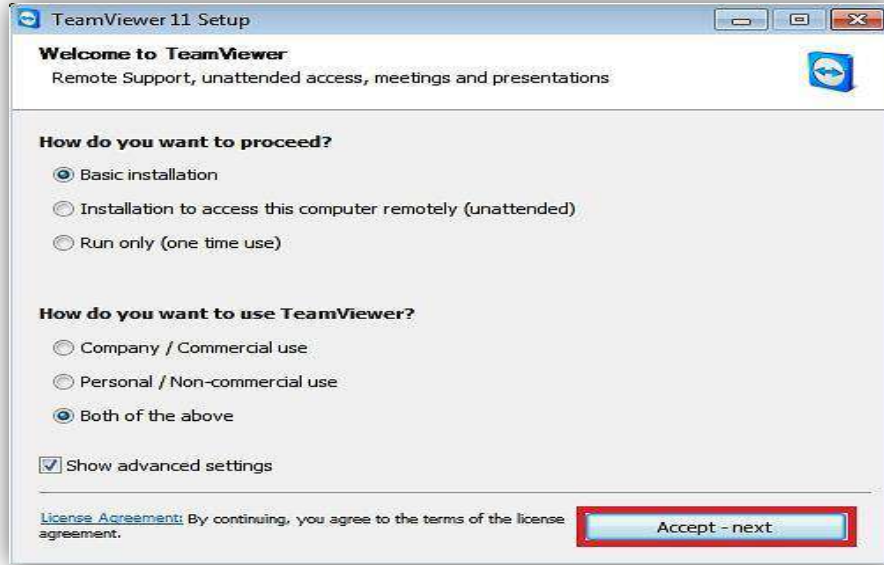 TeamViewer 11 Setup
Welcome to TeamViewer
Remote Support, unattended access, meetings and presentations
How do you want to proceed?
Basic installation
Installation to access this computer remotely (unattended)
Run only (one time use)
How do you want to use TeamViewer?
Company / Commercial use
Personal / Non-commercial use
Both of the above
Show advanced settings
License Agreement: By continuing, you agree to the terms of the license
agreement.
Accept - next